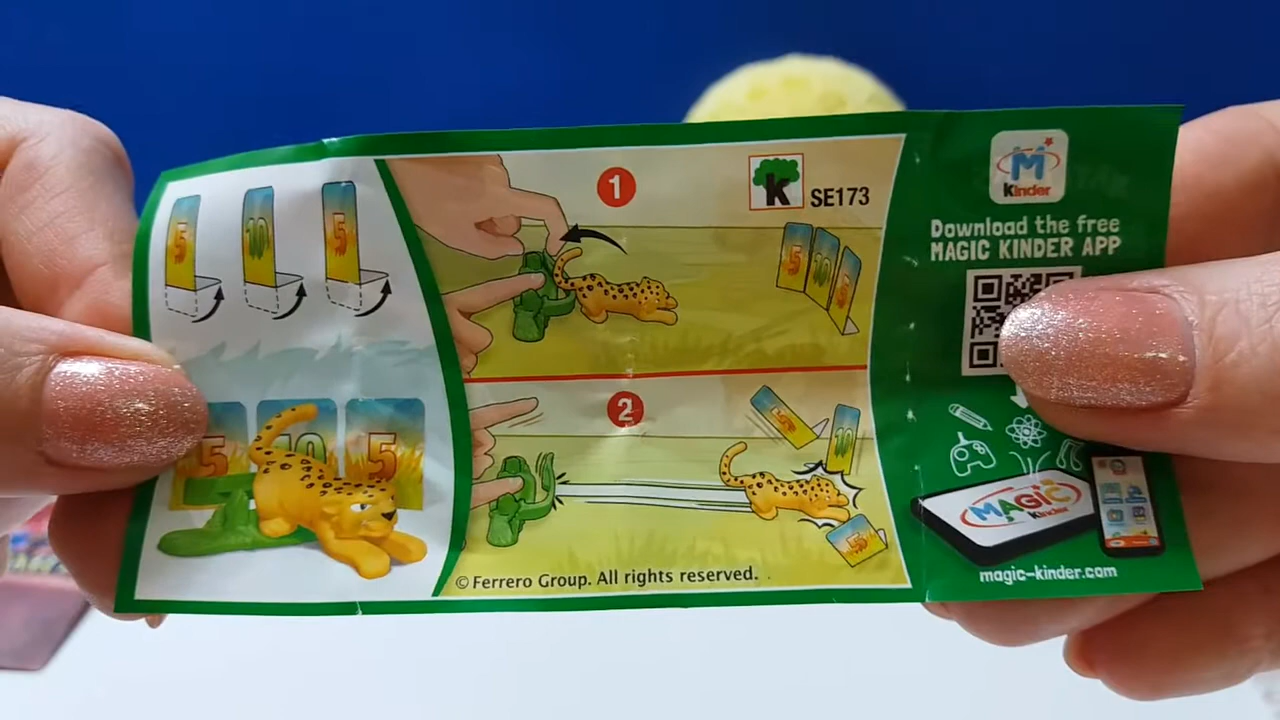 5
10
5
5
10
5
1
K
SE173
5
10
5
2
5
10
5
© Ferrero Group. All rights reserved.
M
Kinder
Download the free
MAGIC KINDER APP
MAGIC
Kinder
magic-kinder.com